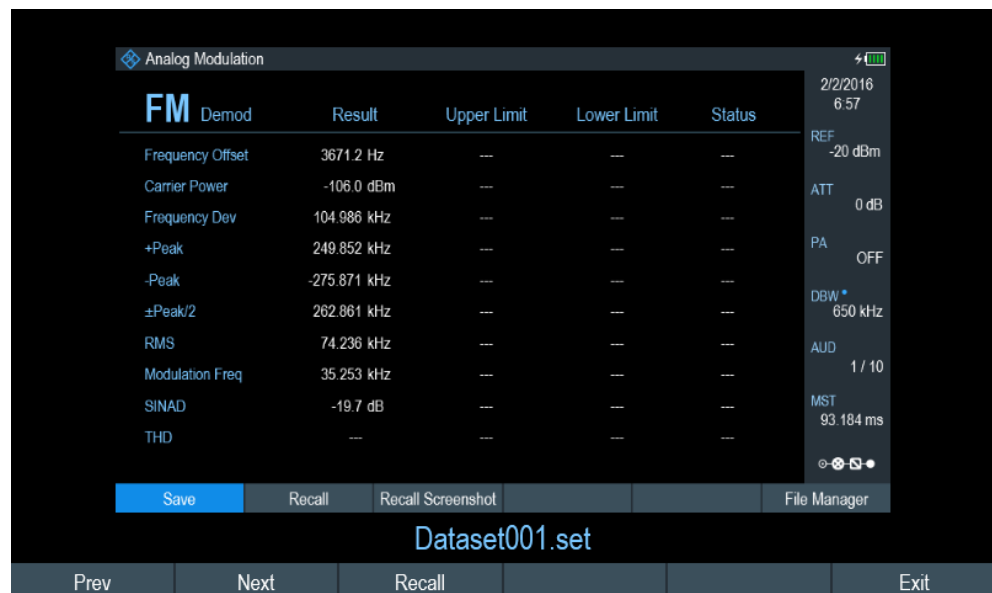 Analog Modulation
2/2/2016
6:57
FM Demod Result Upper Limit Lower Limit Status
Frequency Offset 3671.2 Hz --- --- ---
Carrier Power -106.0 dBm --- --- ---
Frequency Dev 104.986 kHz --- --- ---
+Peak 249.852 kHz --- --- ---
-Peak -275.871 kHz --- --- ---
±Peak/2 262.861 kHz --- --- ---
RMS 74.236 kHz --- --- ---
Modulation Freq 35.253 kHz --- --- ---
SINAD -19.7 dB --- --- ---
THD --- --- --- ---
REF
-20 dBm
ATT
0 dB
PA
OFF
DBW
650 kHz
AUD
1 / 10
MST
93.184 ms
Save Recall Recall Screenshot File Manager
Dataset001.set
Prev Next Recall Exit